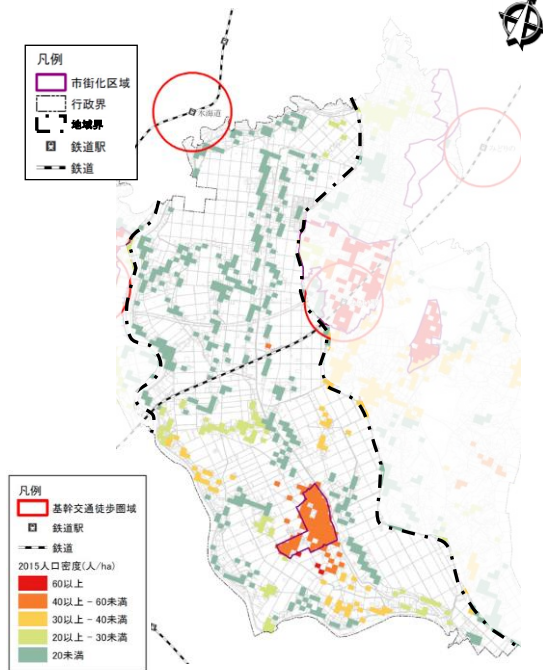 凡例
市街化区域
行政界
地域界
鉄道駅
鉄道
水海道
凡例
基幹交通徒歩圏域
鉄道駅
鉄道
2015人口密度(人/ha)
60以上
40以上 - 60未満
30以上 - 40未満
20以上 - 30未満
20未満